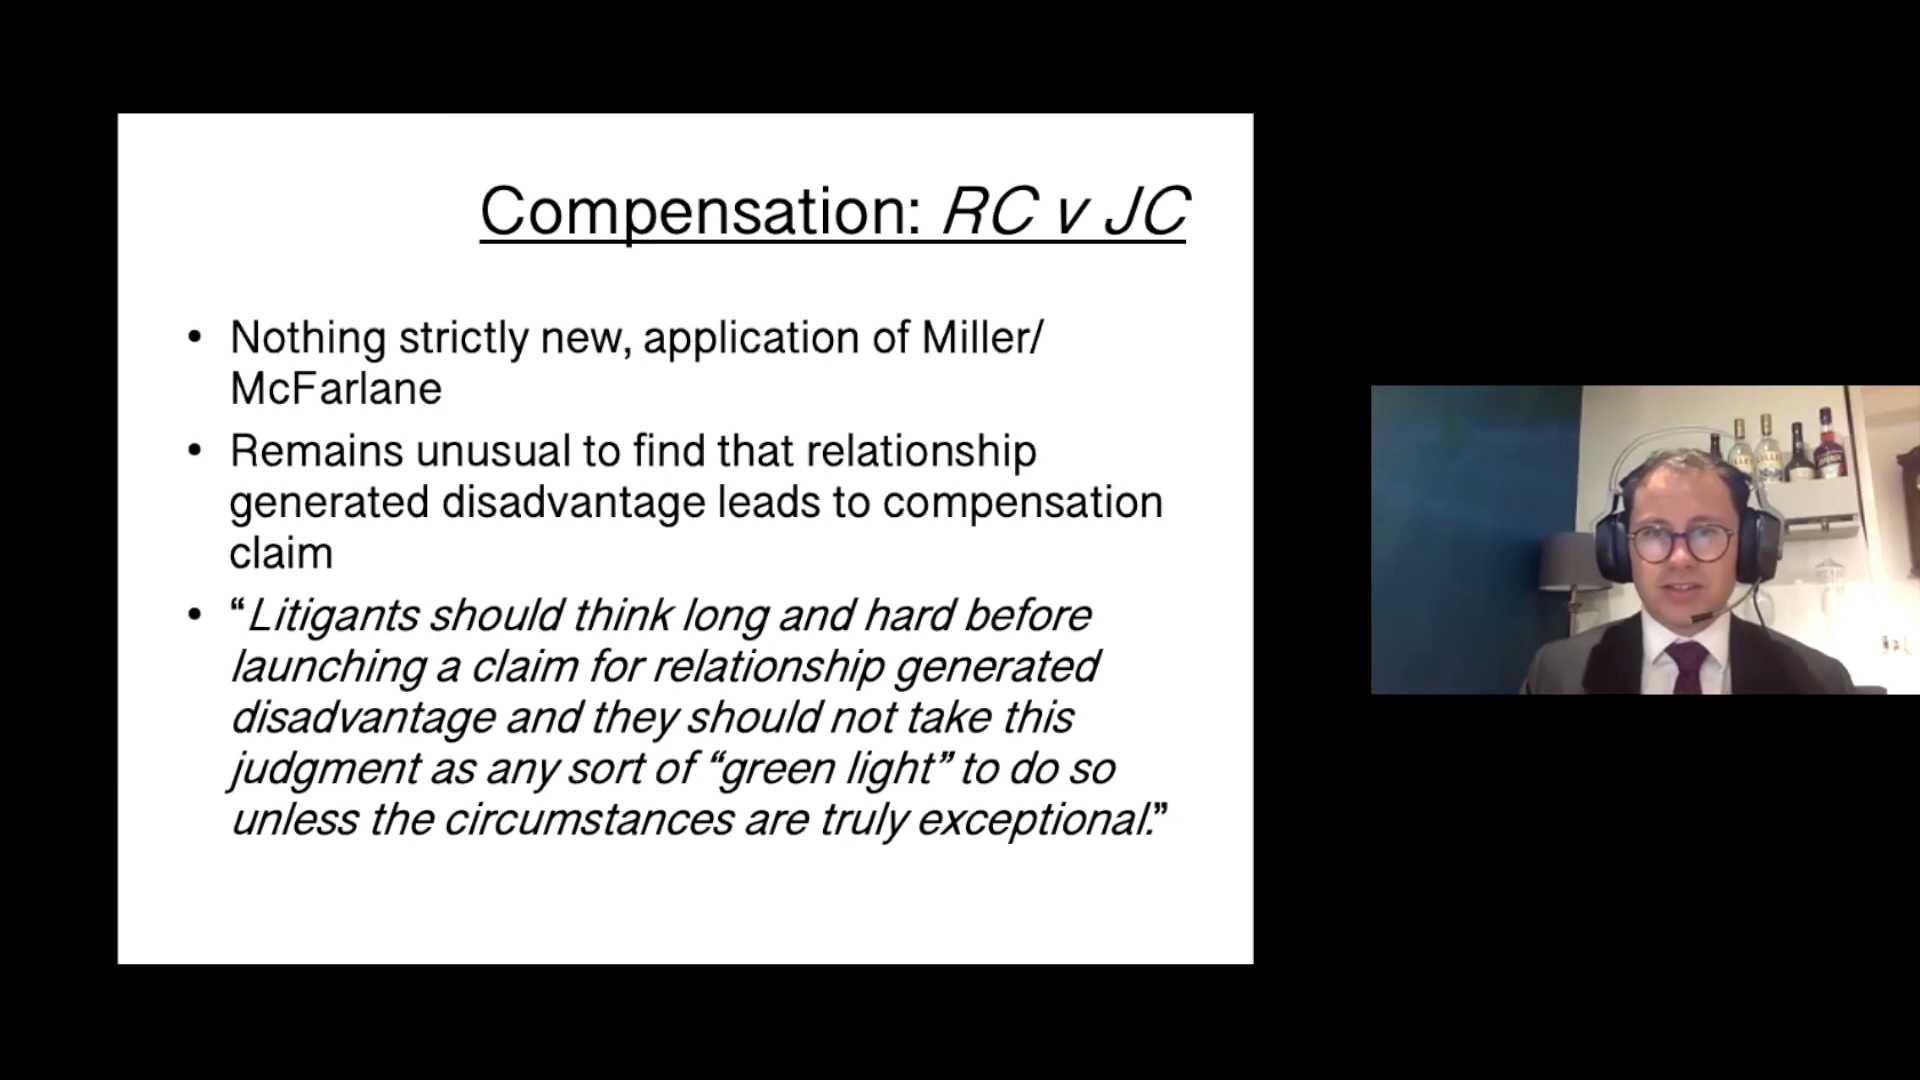 Compensation: RC v JC
• Nothing strictly new, application of Miller/
McFarlane
• Remains unusual to find that relationship
generated disadvantage leads to compensation
claim
• “Litigants should think long and hard before
launching a claim for relationship generated
disadvantage and they should not take this
judgment as any sort of “green light” to do so
unless the circumstances are truly exceptional.”